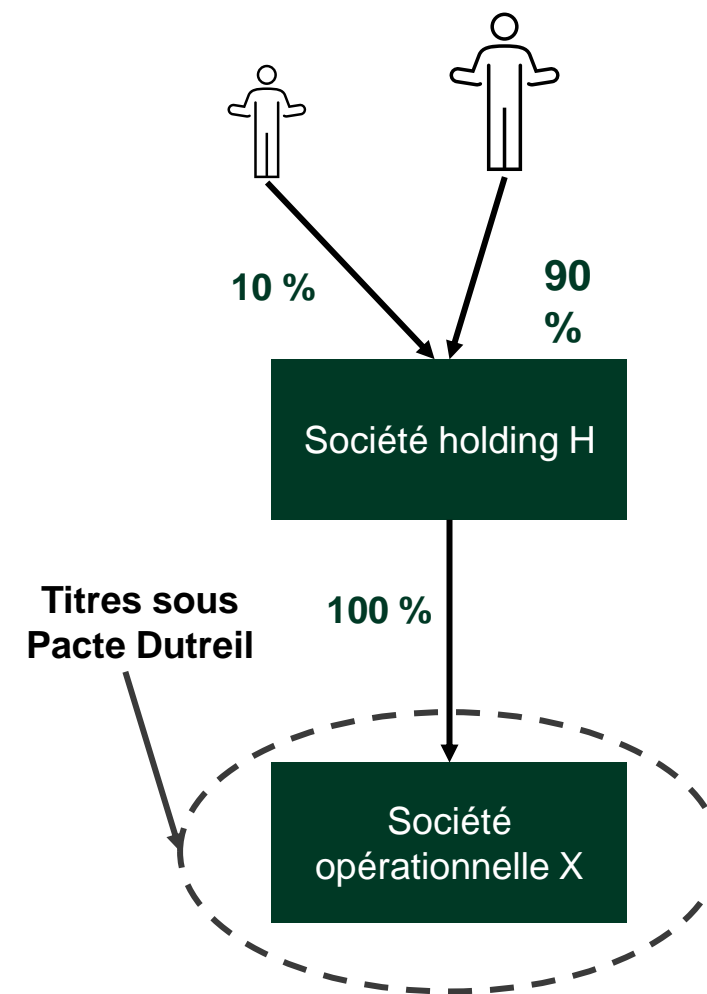 10 %
90
%
Société holding H
Titres sous
Pacte Dutreil
100 %
Société
opérationnelle X